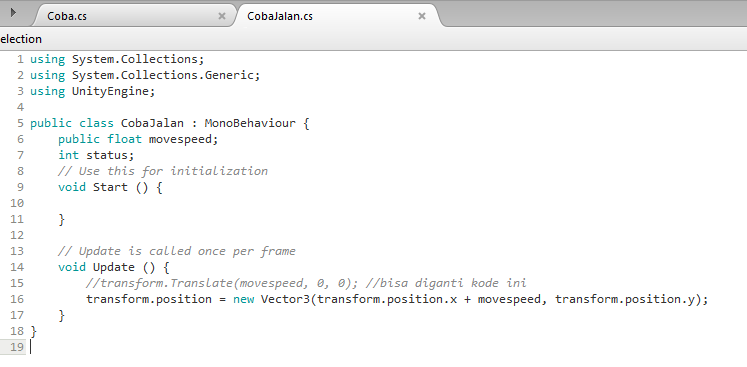 Coba.cs × CobaJalan.cs ×
election
1 using System.Collections;
2 using System.Collections.Generic;
3 using UnityEngine;
4
5 public class CobaJalan : MonoBehaviour {
6     public float movespeed;
7     int status;
8     // Use this for initialization
9     void Start () {
10
11     }
12
13     // Update is called once per frame
14     void Update () {
15         //transform.Translate(movespeed, 0, 0); //bisa diganti kode ini
16         transform.position = new Vector3(transform.position.x + movespeed, transform.position.y);
17     }
18 }
19